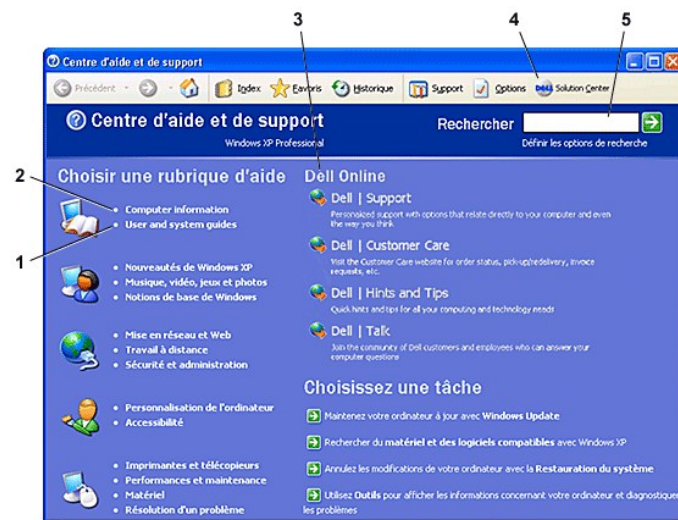 3
4
5
Centre d'aide et de support
Précédent
Index
Favoris
Historique
Support
Options
DELL Solution Center
Centre d'aide et de support
Windows XP Professional
Rechercher
Définir les options de recherche
2
1
Choisir une rubrique d'aide
Computer information
User and system guides
Nouveautés de Windows XP
Musique, vidéo, jeux et photos
Notions de base de Windows
Mise en réseau et Web
Travail à distance
Sécurité et administration
Personnalisation de l'ordinateur
Accessibilité
Imprimantes et télécopieurs
Performances et maintenance
Matériel
Résolution d'un problème
Dell Online
Dell | Support
Personalized support with options that relate directly to your computer and even
the way you think
Dell | Customer Care
Visit the Customer Care website for order status, pick-up/redelivery, invoice
requests, etc.
Dell | Hints and Tips
Quick hints and tips for all your computing and technology needs
Dell | Talk
Join the community of Dell customers and employees who can answer your
computer questions
Choisissez une tâche
Maintenez votre ordinateur à jour avec Windows Update
Rechercher du matériel et des logiciels compatibles avec Windows XP
Annulez les modifications de votre ordinateur avec la Restauration du système
Utilisez Outils pour afficher les informations concernant votre ordinateur et diagnostiquer
les problèmes